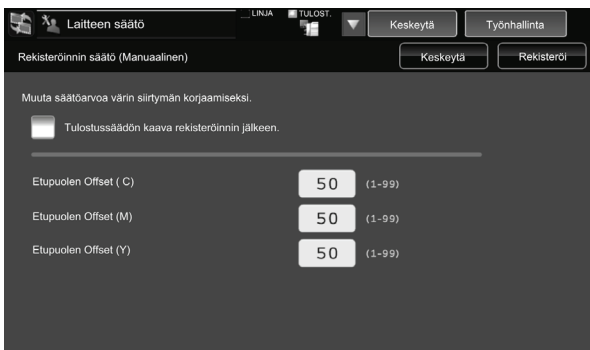 Laitteen säätö
LINJA
TULOST.
Keskeytä
Työnhallinta
Rekisteröinnin säätö (Manuaalinen)
Keskeytä
Rekisteröi
Muuta säätöarvoa värin siirtymän korjaamiseksi.
Tulostussäädön kaava rekisteröinnin jälkeen.
Etupuolen Offset ( C) 50 (1-99)
Etupuolen Offset (M) 50 (1-99)
Etupuolen Offset (Y) 50 (1-99)